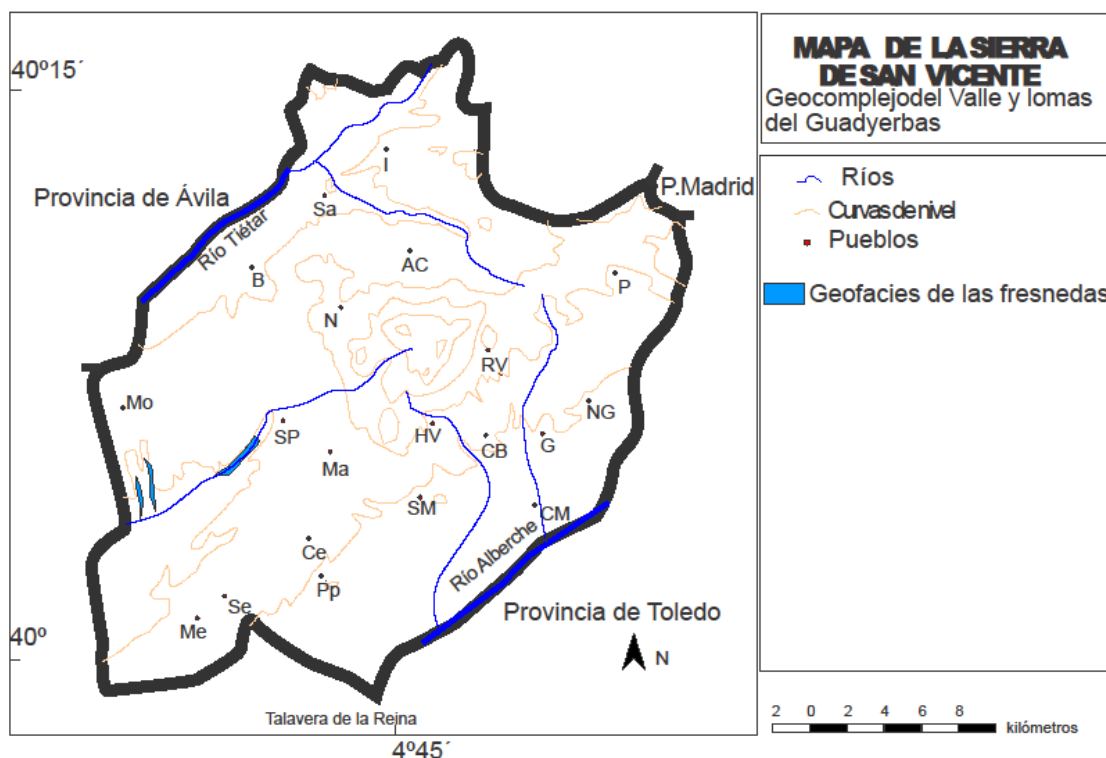 MAPA DE LA SIERRA
DE SAN VICENTE
Geocomplejodel Valle y lomas
del Guadyerbas
Ríos
Curvas de nivel
Pueblos
Geofacies de las fresnedas
40º15´
Provincia de Ávila
P.Madrid
Río Tiétar
I
Sa
AC
B
P
N
RV
Mo
NG
SP
HV
CB
G
Ma
SM
CM
Ce
Río Alberche
Pp
Se
Me
Provincia de Toledo
40º
N
Talavera de la Reina
4º45´
2 0 2 4 6 8
kilómetros